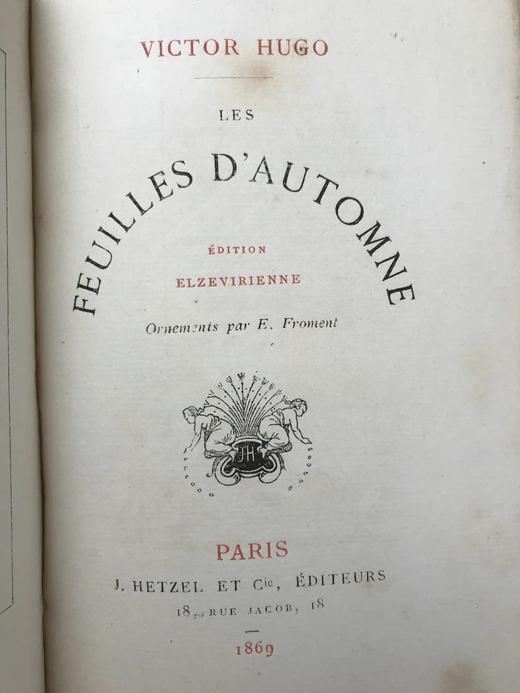 VICTOR HUGO
LES
FEUILLES D'AUTOMNE
ÉDITION
ELZEVIRIENNE
Ornements par E. Froment
JH
PARIS
J. HETZEL ET Cie, ÉDITEURS
18, RUE JACOB, 18
1869